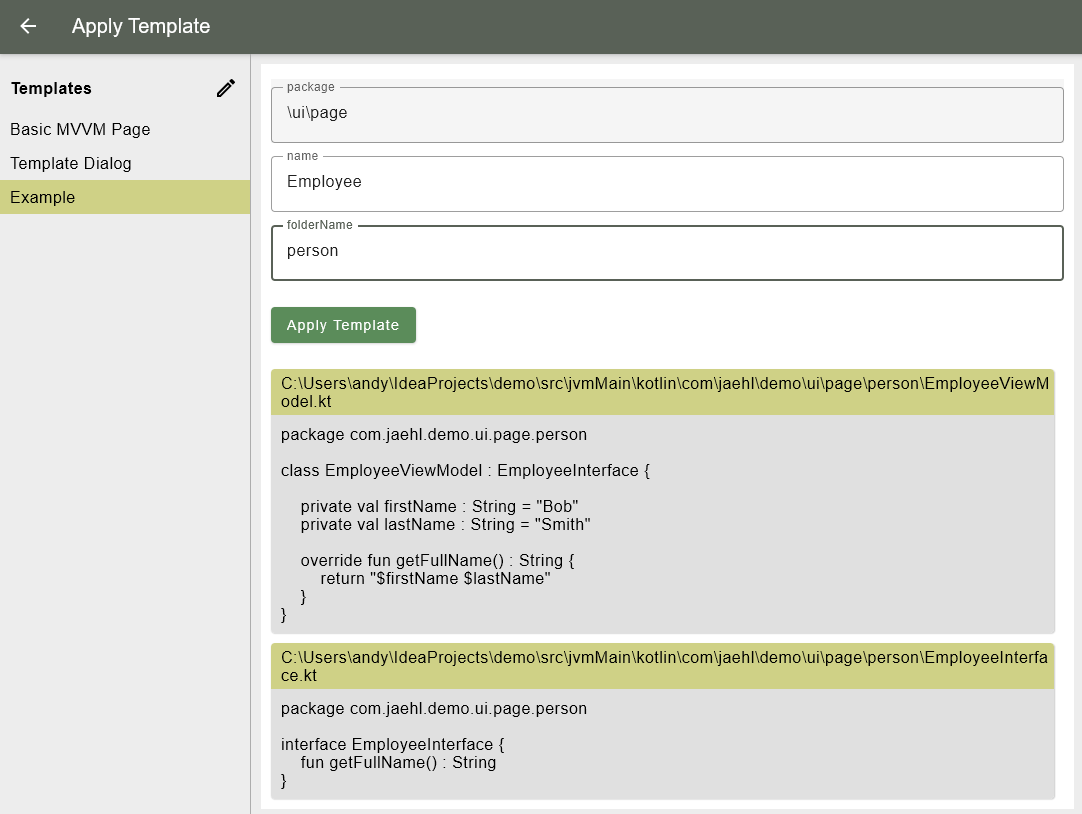 Apply Template
Templates
Basic MVVM Page
Template Dialog
Example
package
\ui\page
name
Employee
folderName
person
Apply Template
C:\Users\andy\IdeaProjects\demo\src\jvmMain\kotlin\com\jaehl\demo\ui\page\person\EmployeeViewM
odel.kt
package com.jaehl.demo.ui.page.person
class EmployeeViewModel : EmployeeInterface {
    private val firstName : String = "Bob"
    private val lastName : String = "Smith"
    override fun getFullName() : String {
        return "$firstName $lastName"
    }
}
C:\Users\andy\IdeaProjects\demo\src\jvmMain\kotlin\com\jaehl\demo\ui\page\person\EmployeeInterfa
ce.kt
package com.jaehl.demo.ui.page.person
interface EmployeeInterface {
    fun getFullName() : String
}